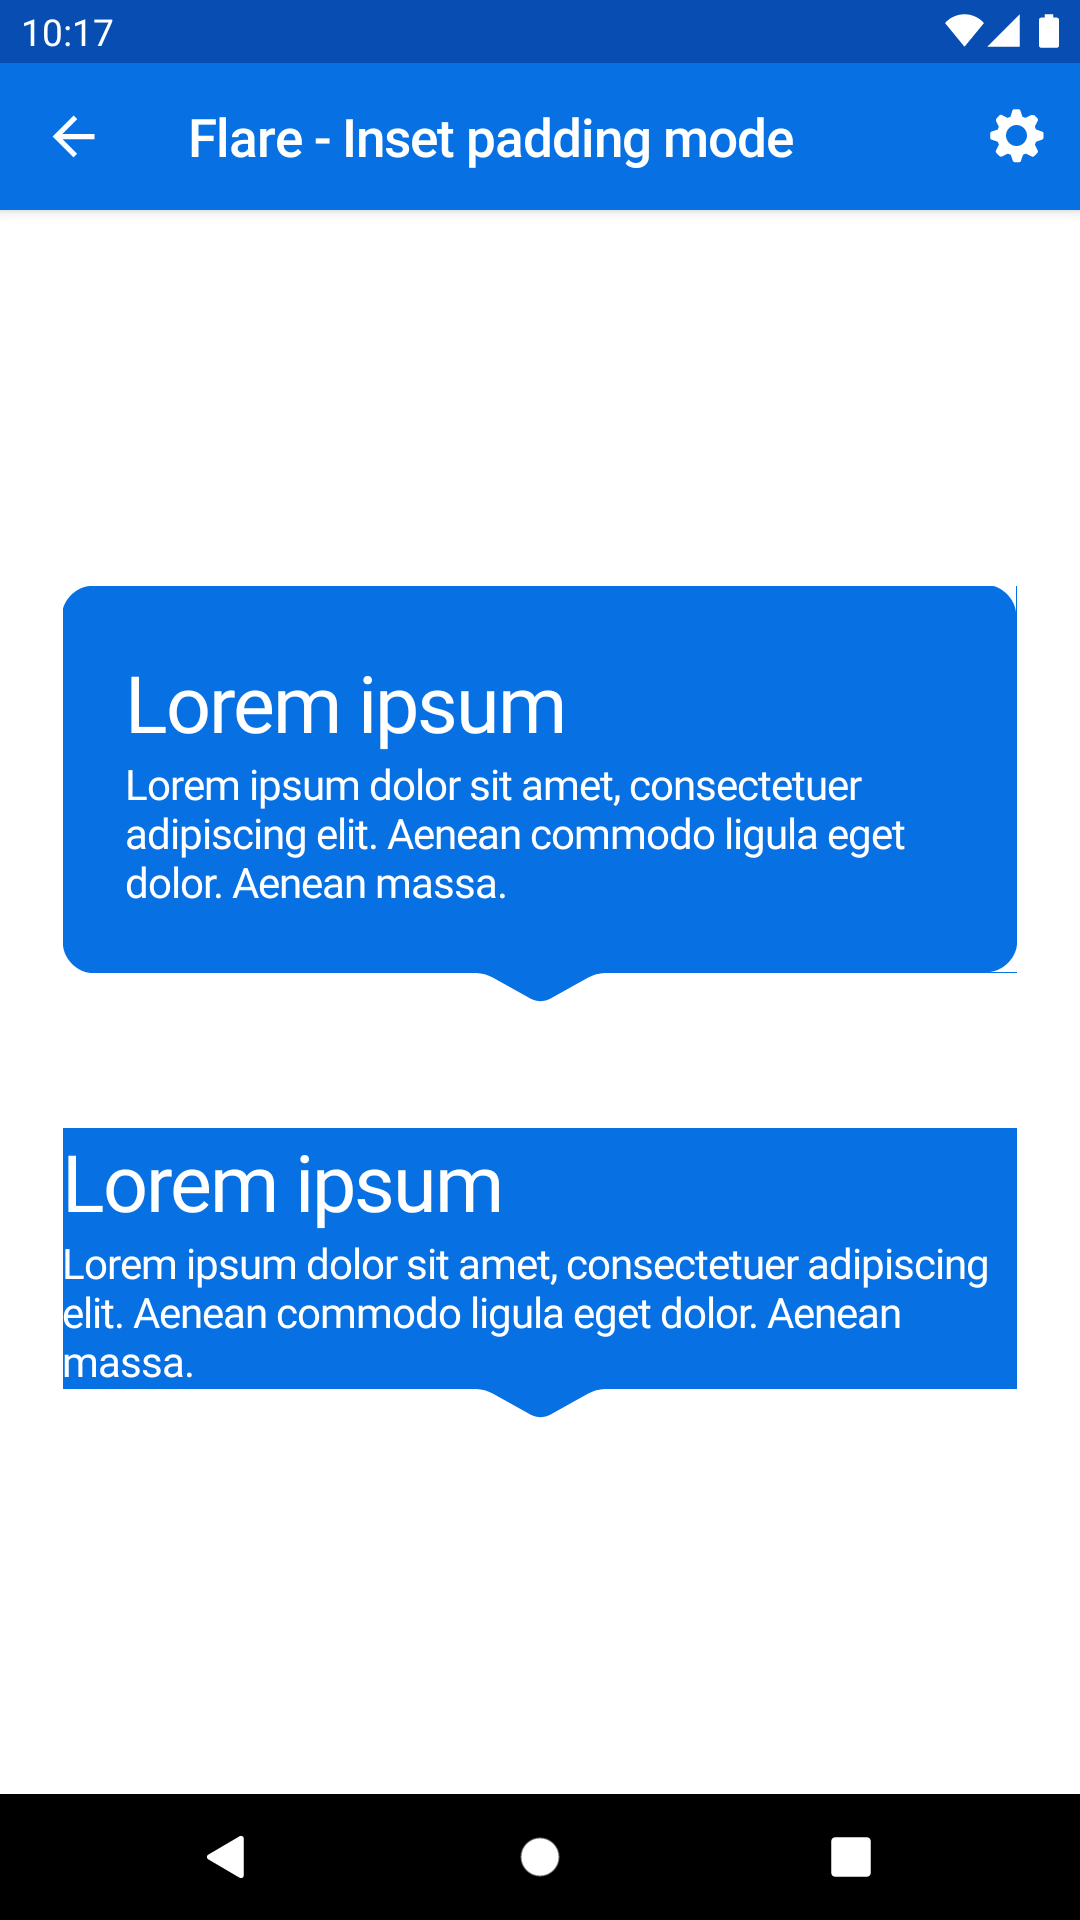 10:17
Flare - Inset padding mode
Lorem ipsum
Lorem ipsum dolor sit amet, consectetuer
adipiscing elit. Aenean commodo ligula eget
dolor. Aenean massa.
Lorem ipsum
Lorem ipsum dolor sit amet, consectetuer adipiscing
elit. Aenean commodo ligula eget dolor. Aenean
massa.